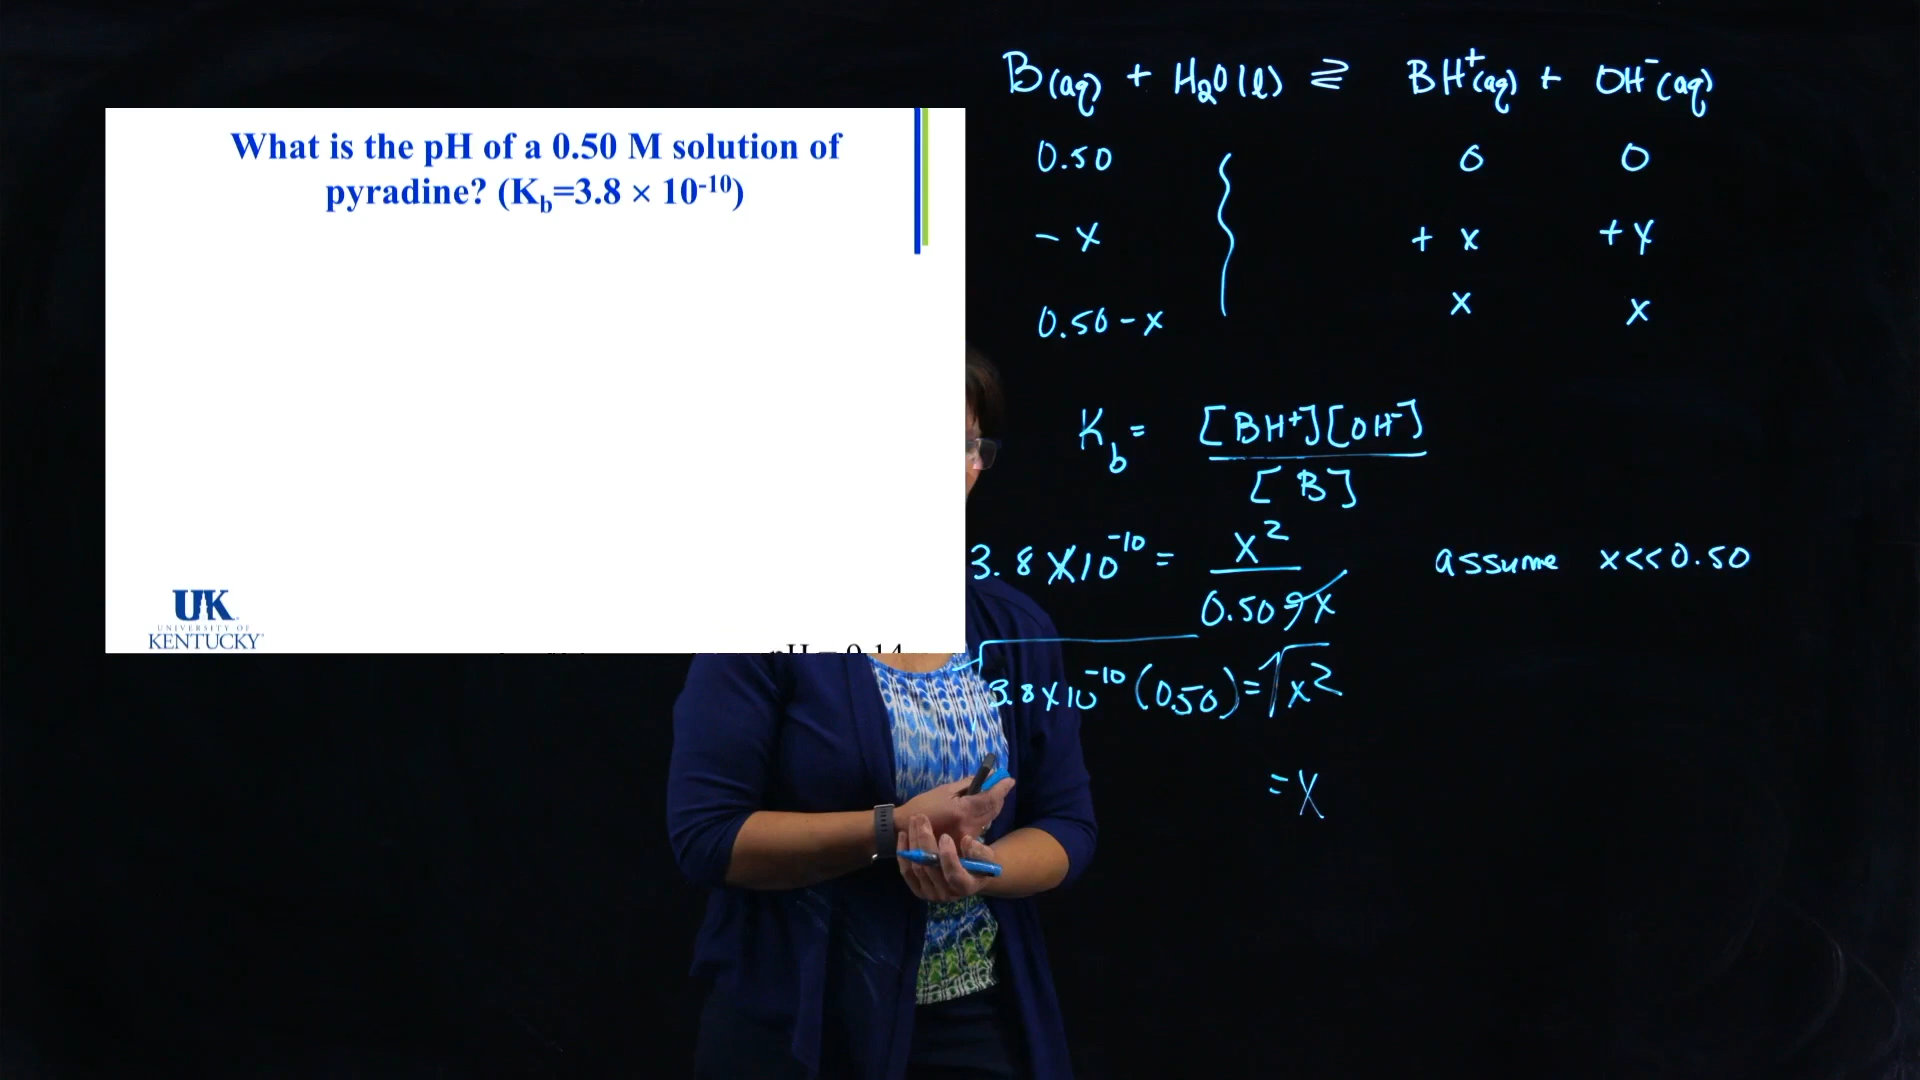 What is the pH of a 0.50 M solution of
pyradine? (Kb=3.8 × 10-10)
UK
UNIVERSITY OF
KENTUCKY
B(aq) + H2O(l) ⇄ BH+(aq) + OH-(aq)
0.50 0 0
- x + x + x
0.50 - x x x
Kb = [BH+][OH-]
[B]
3.8 x 10-10 = x2 assume x<<0.50
0.50 - x
√3.8 x 10-10 (0.50) = √x2
= x